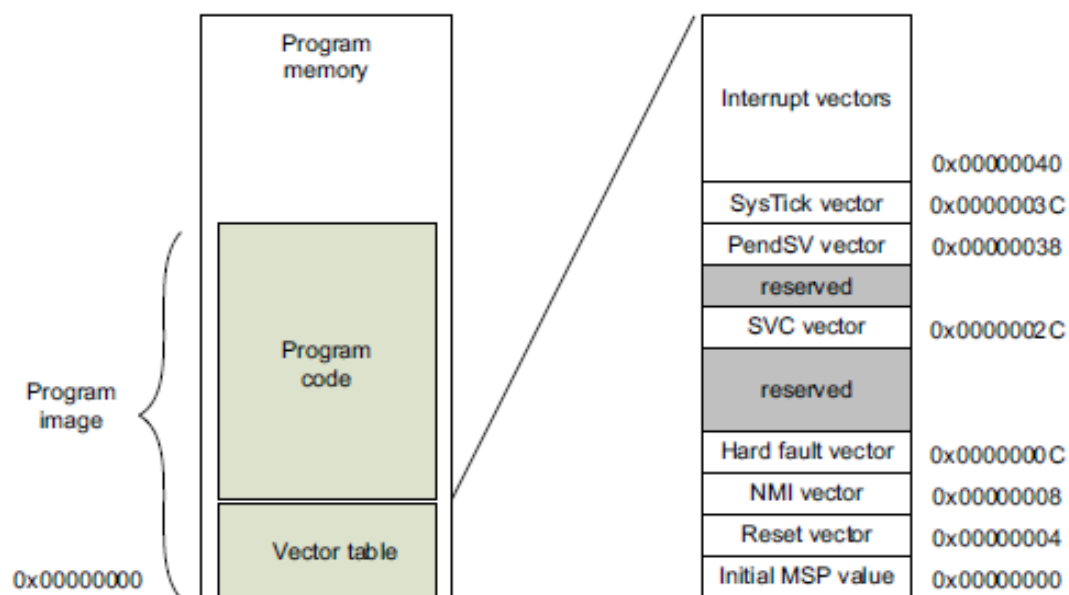 Program
memory
Program
code
Program
image
Vector table
0x00000000
Interrupt vectors
0x00000040
SysTick vector 0x0000003C
PendSV vector 0x00000038
reserved
SVC vector 0x0000002C
reserved
Hard fault vector 0x0000000C
NMI vector 0x00000008
Reset vector 0x00000004
Initial MSP value 0x00000000